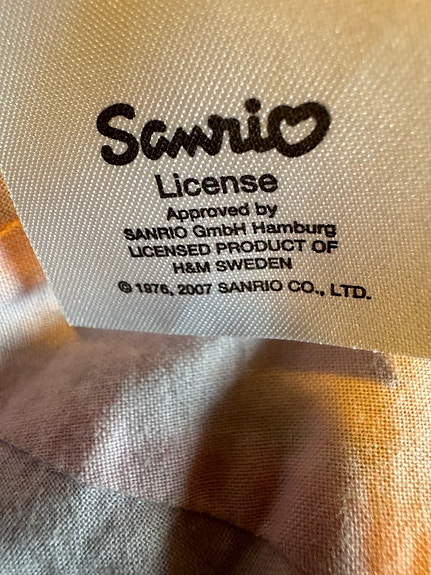 Sanrio
License
Approved by
SANRIO GmbH Hamburg
LICENSED PRODUCT OF
H&M SWEDEN
© 1976, 2007 SANRIO CO., LTD.